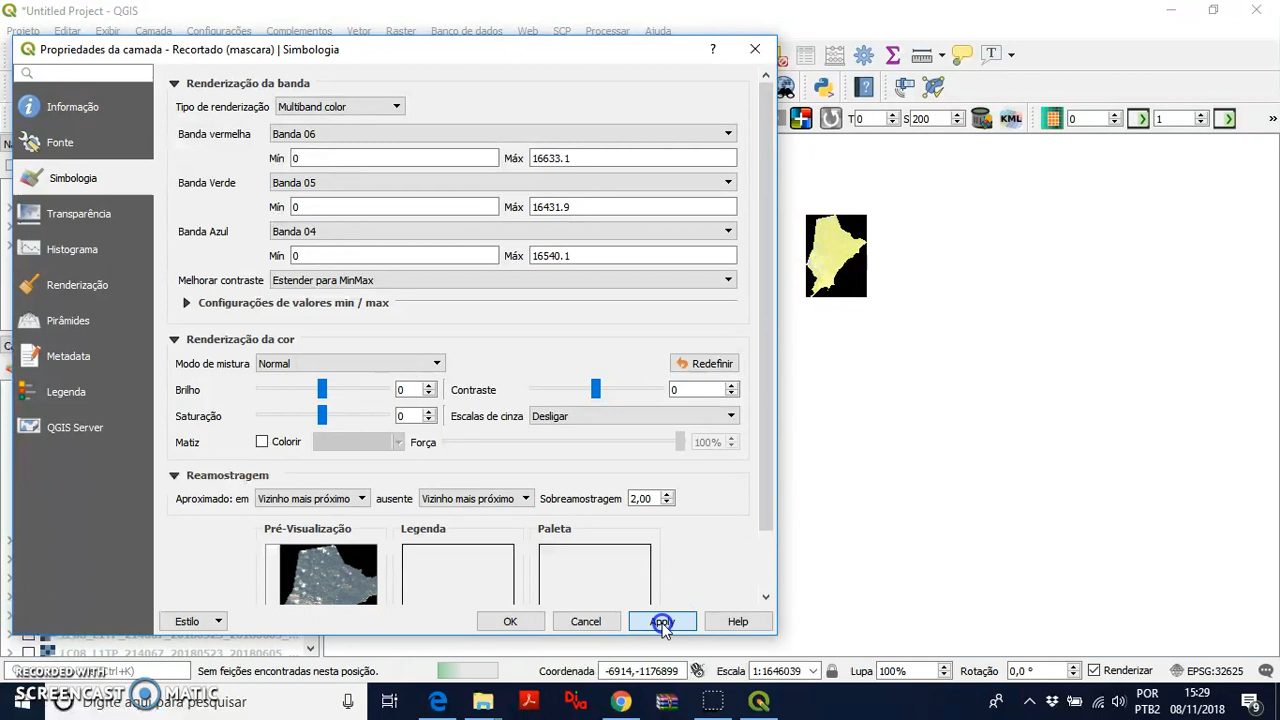 *Untitled Project - QGIS
Projeto Editar Exibir Camada Configurações Complementos Vetor Raster Banco de dados Web SCP Processar Ajuda
Propriedades da camada - Recortado (mascara) | Simbologia
Informação
Fonte
Simbologia
Transparência
Histograma
Renderização
Pirâmides
Metadata
Legenda
QGIS Server
Renderização da banda
Tipo de renderização Multiband color
Banda vermelha Banda 06
Mín 0 Máx 16633.1
Banda Verde Banda 05
Mín 0 Máx 16431.9
Banda Azul Banda 04
Mín 0 Máx 16540.1
Melhorar contraste Estender para MinMax
Configurações de valores min / max
Renderização da cor
Modo de mistura Normal Redefinir
Brilho 0 Contraste 0
Saturação 0 Escalas de cinza Desligar
Matiz Colorir Força 100%
Reamostragem
Aproximado: em Vizinho mais próximo ausente Vizinho mais próximo Sobreamostragem 2,00
Pré-Visualização Legenda Paleta
Estilo OK Cancel Apply Help
T 0 S 200 KML 0 1
Sem feições encontradas nesta posição. Coordenada -6914,-1176899 Escala 1:1646039 Lupa 100% Rotação 0,0 ° Renderizar EPSG:32625
RECORDED WITH
SCREENCAST MATIC
Digite aqui para pesquisar
POR
PTB2
15:29
08/11/2018